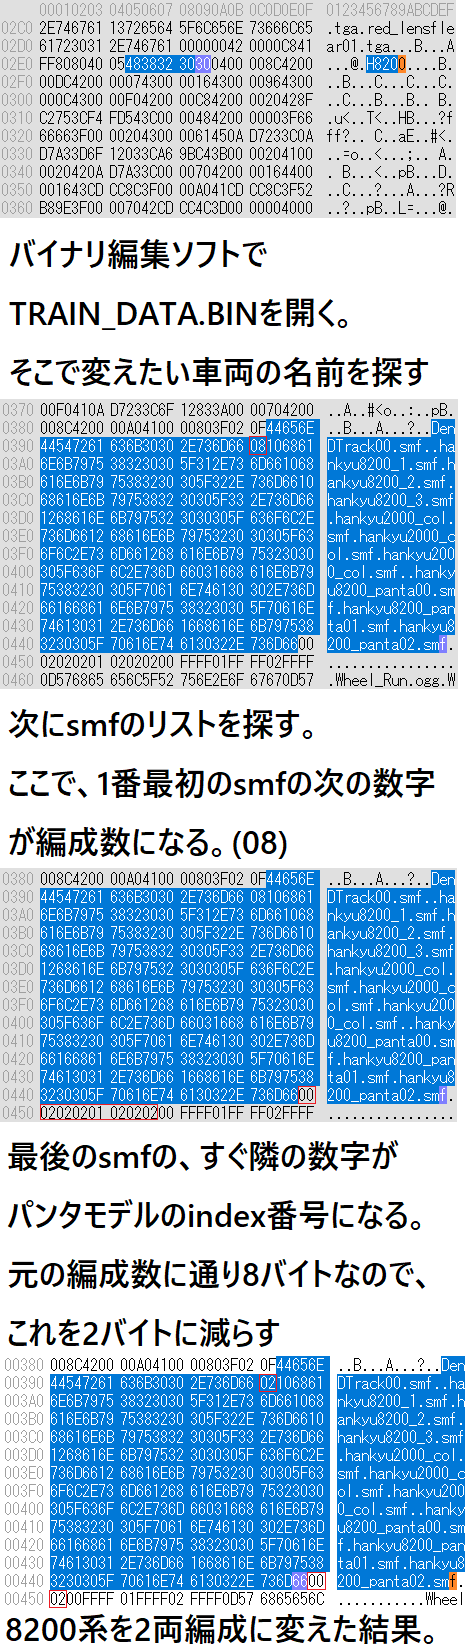 00010203 04050607 08090A0B 0C0D0E0F 0123456789ABCDEF
02C0 2E746761 13726564 5F6C656E 73666C65 .tga.red_lensfle
02D0 61723031 2E746761 00000042 0000C841 ar01.tga...B...A
02E0 FF808040 05483832 30300400 008C4200 ...@.H8200....B.
02F0 00DC4200 00074300 00164300 00964300 ..B...C...C...C.
0300 000C4300 000F0442 000C8420 0020428F ..C...B...B.. B.
0310 C2753CF4 FD543C00 00484200 00003F66 .u<..T<..HB...?f
0320 66663F00 00204300 0061450A D7233C0A ff?.. C..aE..#<.
0330 D7A33D6F 12033CA6 9BC43B00 00204100 ..=o..<...;.. A.
0340 0020420A D7A33C00 00704200 00164400 . B...<..pB...D.
0350 001643CD CC8C3F00 00A041CD CC8C3F52 ..C...?...A...?R
0360 B89E3F00 007042CD CC4C3D00 00004000 ..?..pB..L=...@.
バイナリ編集ソフトで
TRAIN_DATA.BINを開く。
そこで変えたい車両の名前を探す
0370 00F0410A D7233C6F 12833A00 00704200 ..A..#<o..:..pB.
0380 008C4200 00A04100 00803F02 0F44656E ..B...A...?..Den
0390 44547261 636B3030 2E736D66 08106861 DTrack00.smf..ha
03A0 6E6B7975 38323030 5F312E73 6D661068 nkyu8200_1.smf.h
03B0 616E6B79 75383230 305F322E 736D6610 ankyu8200_2.smf.
03C0 68616E6B 79753832 30305F33 2E736D66 hankyu8200_3.smf
03D0 1268616E 6B797532 3030305F 636F6C2E .hankyu2000_col.
03E0 736D6612 68616E6B 79753230 30305F63 smf.hankyu2000_c
03F0 6F6C2E73 6D661268 616E6B79 75323030 ol.smf.hankyu200
0400 305F636F 6C2E736D 66031668 616E6B79 0_col.smf..hanky
0410 75383230 305F7061 6E746130 302E736D u8200_panta00.sm
0420 66166861 6E6B7975 38323030 5F70616E f.hankyu8200_pan
0430 74613031 2E736D66 1668616E 6B797538 ta01.smf.hankyu8
0440 3230305F 70616E74 6130322E 736D6600 200_panta02.smf.
0450 02020201 02020200 FFFF01FF FF02FFFF ................
0460 0D576865 656C5F52 756E2E6F 67670D57 .Wheel_Run.ogg.W
次にsmfのリストを探す。
ここで、1番最初のsmfの次の数字
が編成数になる。(08)
0380 008C4200 00A04100 00803F02 0F44656E ..B...A...?..Den
0390 44547261 636B3030 2E736D66 08106861 DTrack00.smf..ha
03A0 6E6B7975 38323030 5F312E73 6D661068 nkyu8200_1.smf.h
03B0 616E6B79 75383230 305F322E 736D6610 ankyu8200_2.smf.
03C0 68616E6B 79753832 30305F33 2E736D66 hankyu8200_3.smf
03D0 1268616E 6B797532 3030305F 636F6C2E .hankyu2000_col.
03E0 736D6612 68616E6B 79753230 30305F63 smf.hankyu2000_c
03F0 6F6C2E73 6D661268 616E6B79 75323030 ol.smf.hankyu200
0400 305F636F 6C2E736D 66031668 616E6B79 0_col.smf..hanky
0410 75383230 305F7061 6E746130 302E736D u8200_panta00.sm
0420 66166861 6E6B7975 38323030 5F70616E f.hankyu8200_pan
0430 74613031 2E736D66 1668616E 6B797538 ta01.smf.hankyu8
0440 3230305F 70616E74 6130322E 736D6600 200_panta02.smf.
0450 02020201 02020200 FFFF01FF FF02FFFF ................
最後のsmfの、すぐ隣の数字が
パンタモデルのindex番号になる。
元の編成数に通り8バイトなので、
これを2バイトに減らす
00380 008C4200 00A04100 00803F02 0F44656E ..B...A...?..Den
00390 44547261 636B3030 2E736D66 02106861 DTrack00.smf..ha
003A0 6E6B7975 38323030 5F312E73 6D661068 nkyu8200_1.smf.h
003B0 616E6B79 75383230 305F322E 736D6610 ankyu8200_2.smf.
003C0 68616E6B 79753832 30305F33 2E736D66 hankyu8200_3.smf
003D0 1268616E 6B797532 3030305F 636F6C2E .hankyu2000_col.
003E0 736D6612 68616E6B 79753230 30305F63 smf.hankyu2000_c
003F0 6F6C2E73 6D661268 616E6B79 75323030 ol.smf.hankyu200
00400 305F636F 6C2E736D 66031668 616E6B79 0_col.smf..hanky
00410 75383230 305F7061 6E746130 302E736D u8200_panta00.sm
00420 66166861 6E6B7975 38323030 5F70616E f.hankyu8200_pan
00430 74613031 2E736D66 1668616E 6B797538 ta01.smf.hankyu8
00440 3230305F 70616E74 6130322E 736D6600 200_panta02.smf.
00450 0200FFFF 01FFFF02 FFFF0D57 6865656C ...........Wheel
8200系を2両編成に変えた結果。